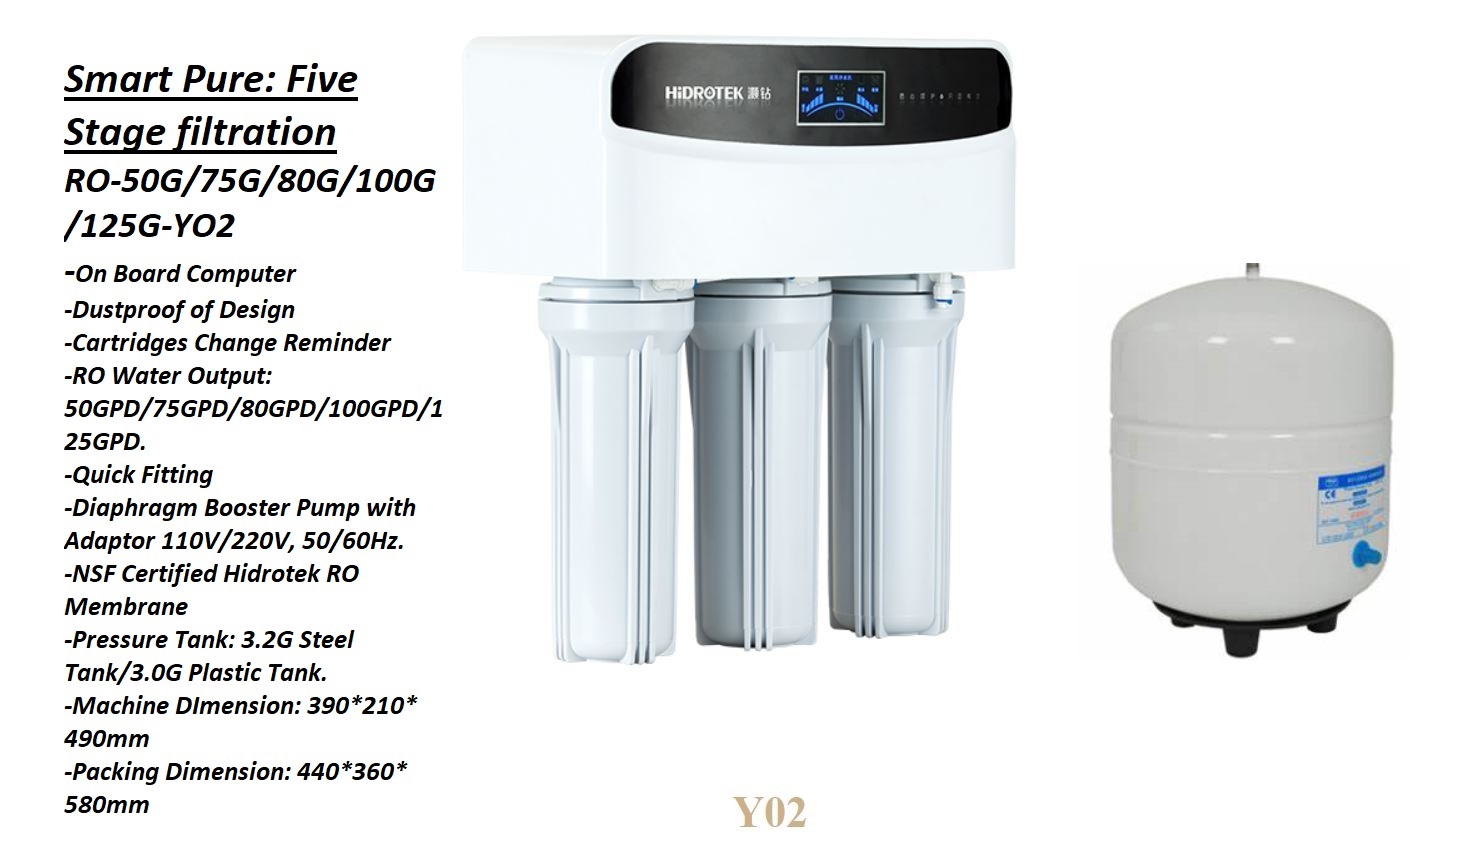 Smart Pure: Five
Stage filtration
RO-50G/75G/80G/100G
/125G-YO2
-On Board Computer
-Dustproof of Design
-Cartridges Change Reminder
-RO Water Output:
50GPD/75GPD/80GPD/100GPD/1
25GPD.
-Quick Fitting
-Diaphragm Booster Pump with
Adaptor 110V/220V, 50/60Hz.
-NSF Certified Hidrotek RO
Membrane
-Pressure Tank: 3.2G Steel
Tank/3.0G Plastic Tank.
-Machine DImension: 390*210*
490mm
-Packing Dimension: 440*360*
580mm
HiDROTEK 灏钻
CE
Y02